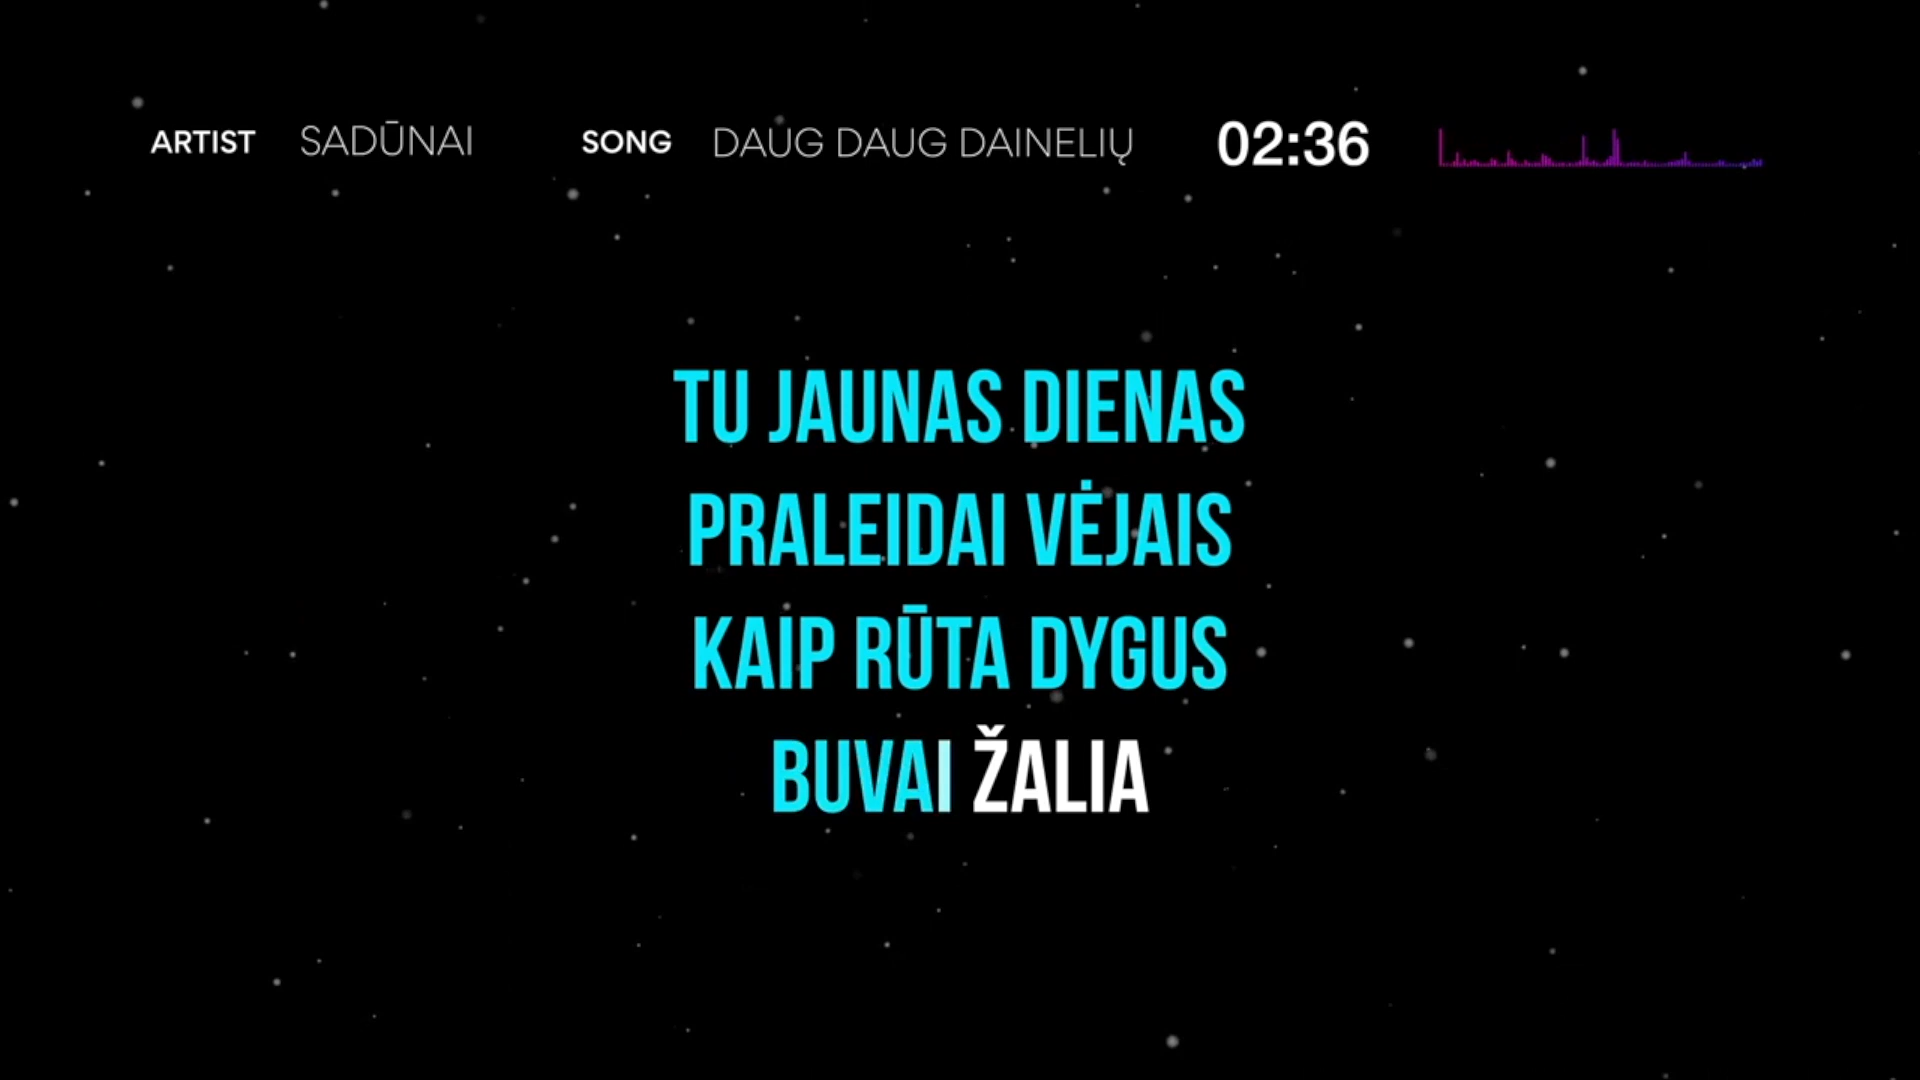 ARTIST SADŪNAI SONG DAUG DAUG DAINELIŲ 02:36
TU JAUNAS DIENAS
PRALEIDAI VĖJAIS
KAIP RŪTA DYGUS
BUVAI ŽALIA